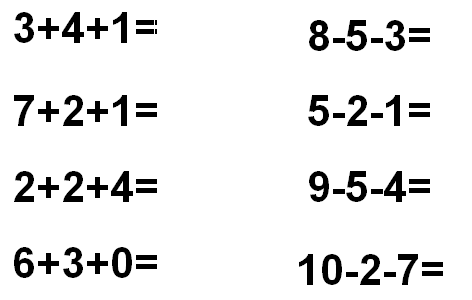 3+4+1= 8-5-3=
7+2+1= 5-2-1=
2+2+4= 9-5-4=
6+3+0= 10-2-7=